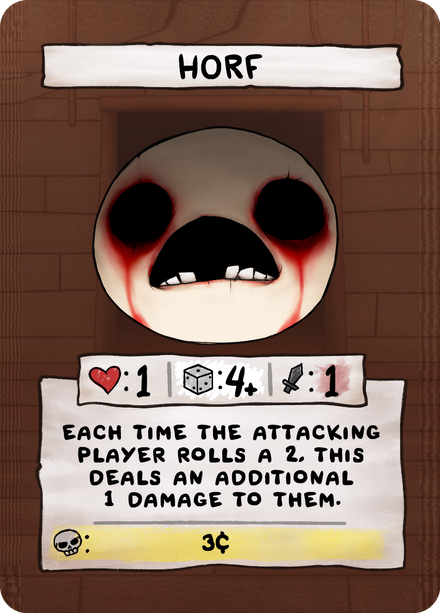 HORF
:1 :4+ :1
EACH TIME THE ATTACKING
PLAYER ROLLS A 2, THIS
DEALS AN ADDITIONAL
1 DAMAGE TO THEM.
: 3¢